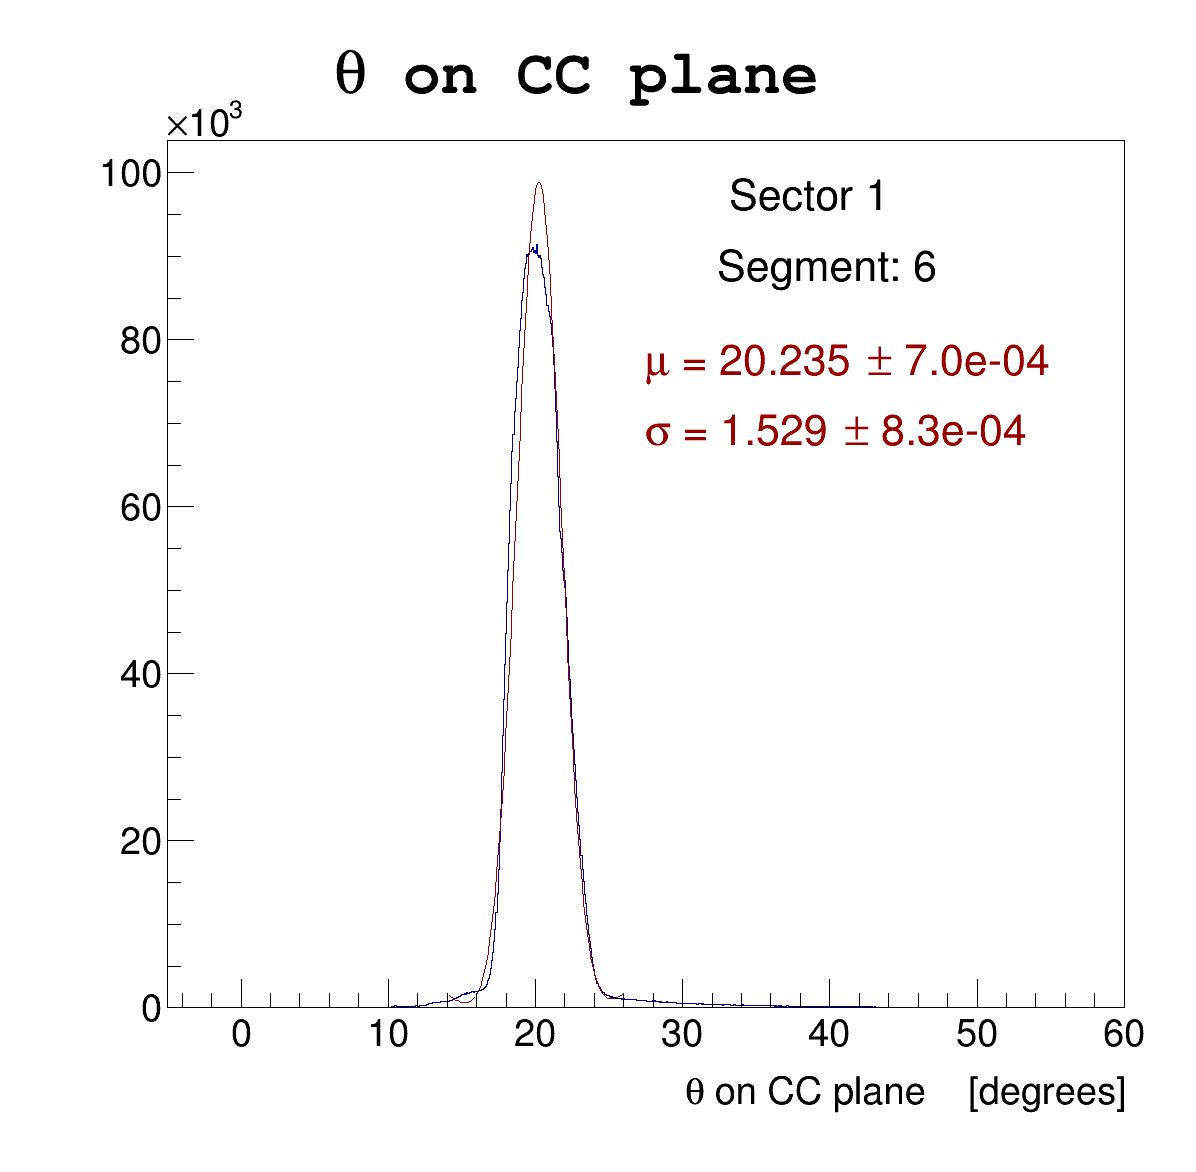 θ on CC plane
×10³
100
80
60
40
20
0
Sector 1
Segment: 6
μ = 20.235 ± 7.0e-04
σ = 1.529 ± 8.3e-04
0 10 20 30 40 50 60
θ on CC plane [degrees]